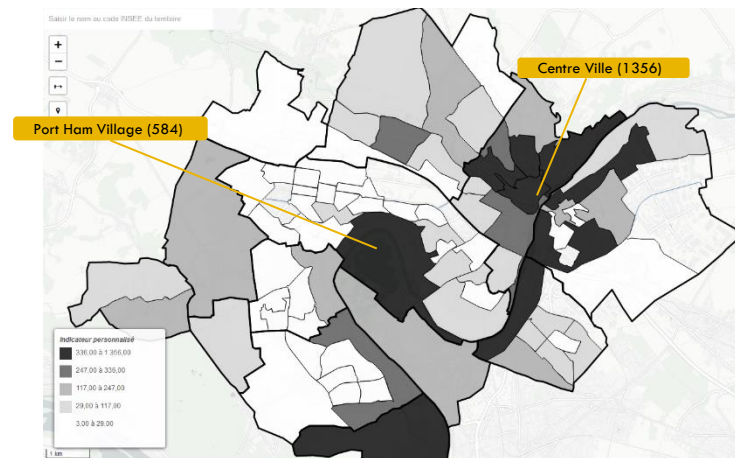 Saisir le nom au code INSEE du territoire
+
−
Centre Ville (1356)
Port Ham Village (584)
Indicateur personnalisé
336,00 à 1 356,00
247,00 à 336,00
117,00 à 247,00
29,00 à 117,00
3,00 à 29,00
1 km